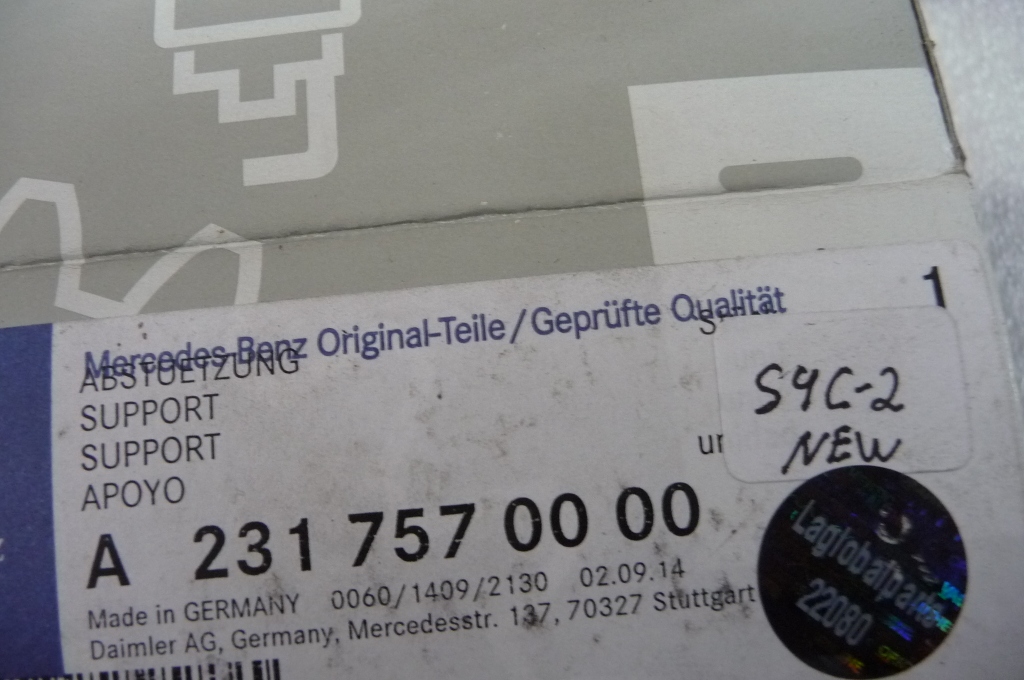 1
Mercedes-Benz Original-Teile/Geprüfte Qualität
ABSTUETZUNG
SUPPORT
SUPPORT
APOYO
S4C-2
NEW
A 231 757 00 00
Made in GERMANY 0060/1409/2130 02.09.14
Daimler AG, Germany, Mercedesstr. 137, 70327 Stuttgart
Laglobalparts
22080